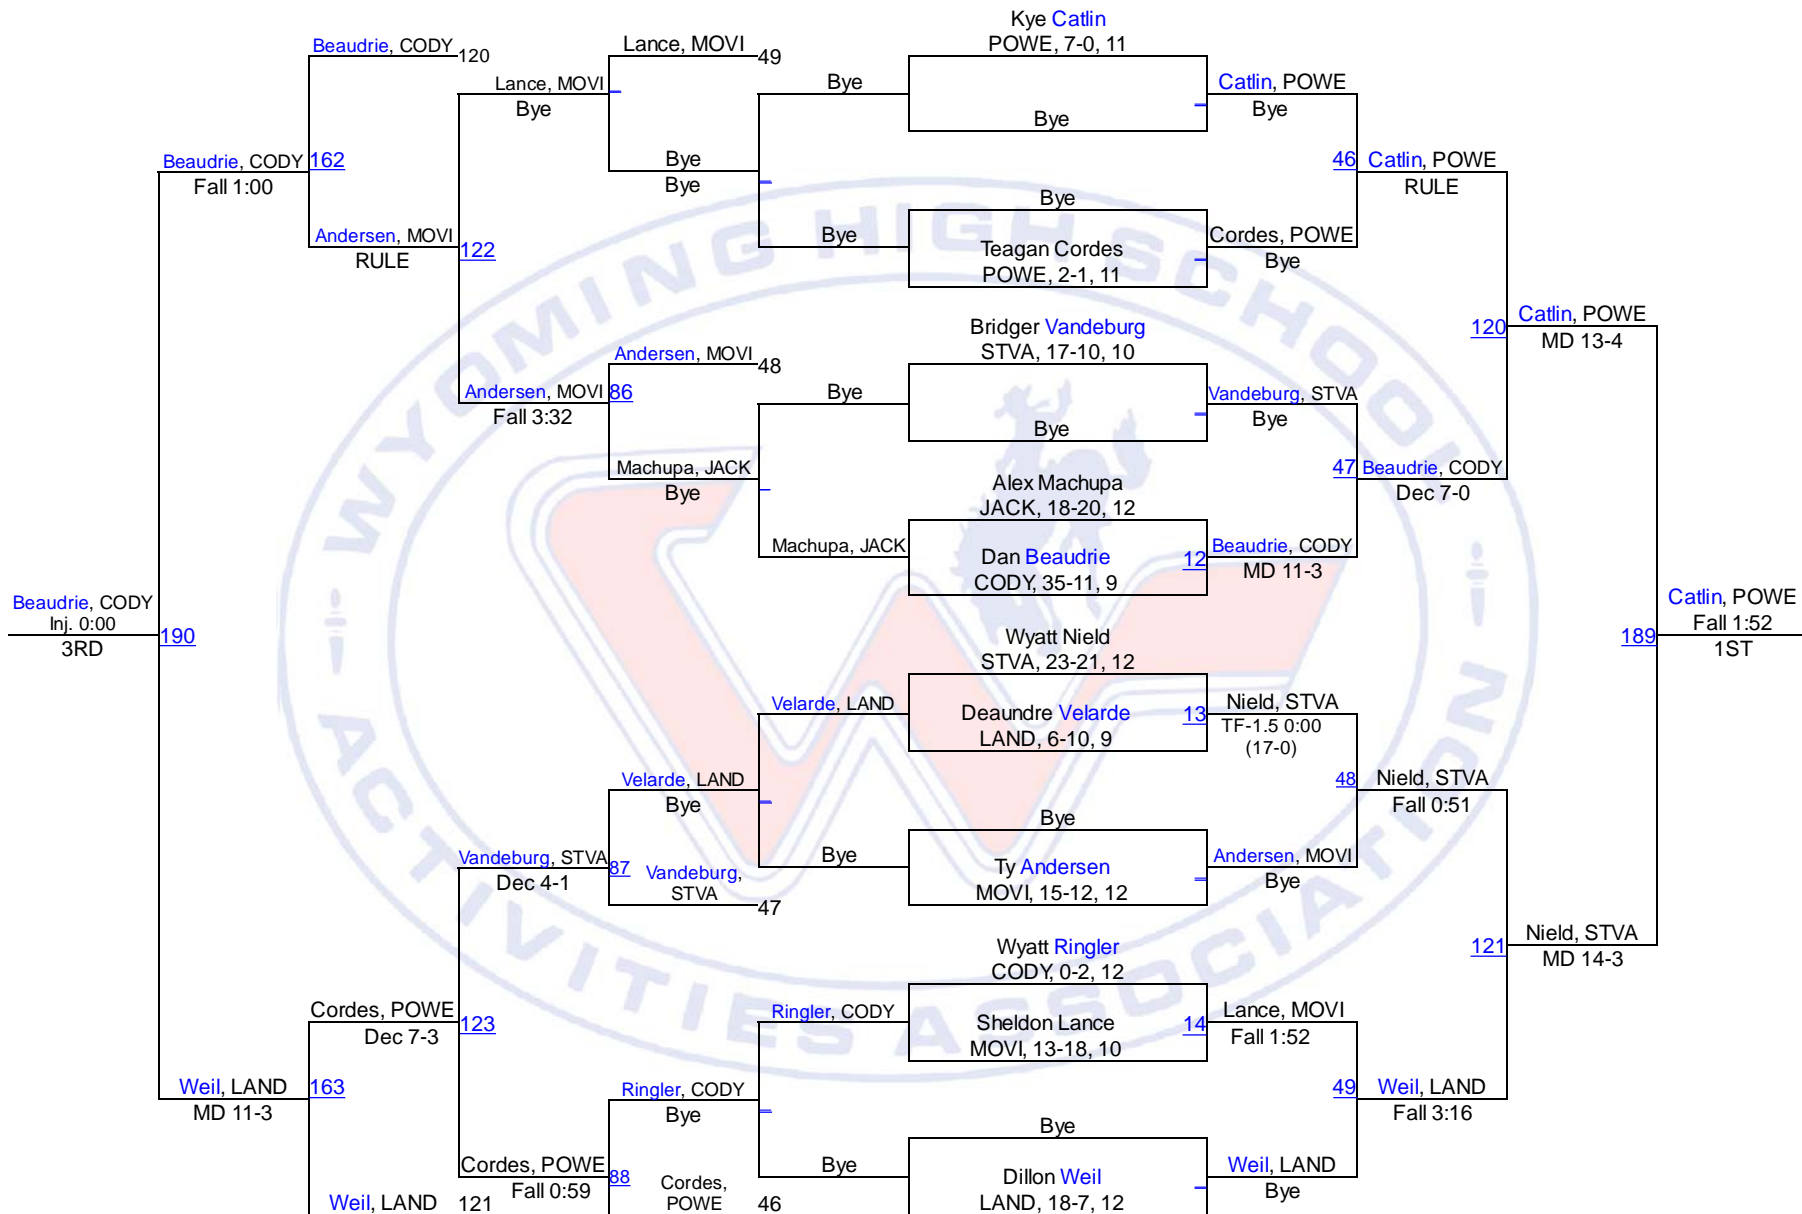 Kye Catlin
POWE, 7-0, 11
Beaudrie, CODY
120
Lance, MOVI
49
Lance, MOVI
Bye
Bye
Bye
Catlin, POWE
Bye
Bye
Bye
Beaudrie, CODY
162
Fall 1:00
46
Catlin, POWE
RULE
Andersen, MOVI
RULE
122
Bye
Bye
Teagan Cordes
POWE, 2-1, 11
Cordes, POWE
Bye
Bridger Vandeburg
STVA, 17-10, 10
120
Catlin, POWE
MD 13-4
Andersen, MOVI
48
Andersen, MOVI
86
Fall 3:32
Bye
Bye
Vandeburg, STVA
Bye
Machupa, JACK
Bye
47
Beaudrie, CODY
Dec 7-0
Alex Machupa
JACK, 18-20, 12
Machupa, JACK
Dan Beaudrie
CODY, 35-11, 9
12
Beaudrie, CODY
MD 11-3
Beaudrie, CODY
Inj. 0:00
3RD
190
Catlin, POWE
Fall 1:52
1ST
189
Wyatt Nield
STVA, 23-21, 12
Velarde, LAND
Deaundre Velarde
LAND, 6-10, 9
13
Nield, STVA
TF-1.5 0:00
(17-0)
Velarde, LAND
Bye
48
Nield, STVA
Fall 0:51
Bye
Bye
Ty Andersen
MOVI, 15-12, 12
Andersen, MOVI
Bye
Vandeburg, STVA
Dec 4-1
87
Vandeburg,
STVA
47
Wyatt Ringler
CODY, 0-2, 12
121
Nield, STVA
MD 14-3
Cordes, POWE
Dec 7-3
123
Ringler, CODY
Sheldon Lance
MOVI, 13-18, 10
14
Lance, MOVI
Fall 1:52
Weil, LAND
MD 11-3
163
Ringler, CODY
Bye
49
Weil, LAND
Fall 3:16
Bye
Bye
Dillon Weil
LAND, 18-7, 12
Weil, LAND
Bye
Cordes, POWE
Fall 0:59
88
Cordes,
POWE
46
Weil, LAND
121
WYOMING HIGH SCHOOL
ACTIVITIES ASSOCIATION